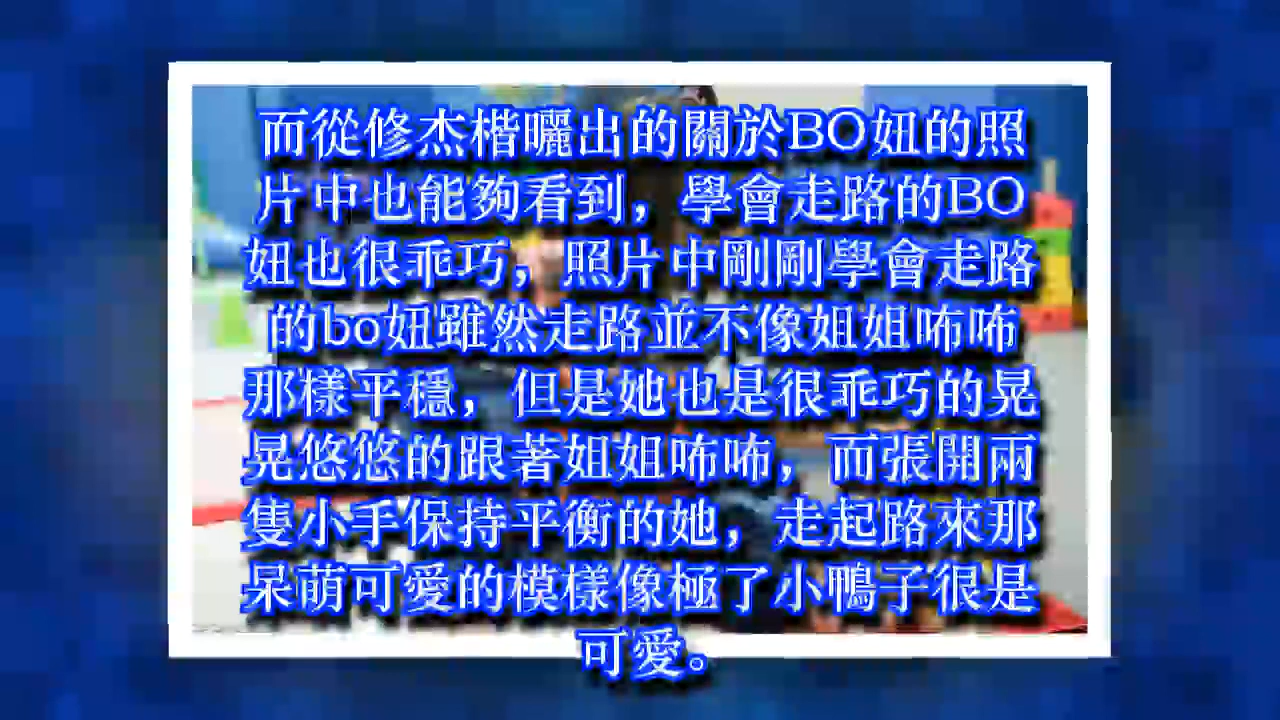 而從修杰楷曬出的關於BO妞的照
片中也能夠看到，學會走路的BO
妞也很乖巧，照片中剛剛學會走路
的bo妞雖然走路並不像姐姐咘咘
那樣平穩，但是她也是很乖巧的晃
晃悠悠的跟著姐姐咘咘，而張開兩
隻小手保持平衡的她，走起路來那
呆萌可愛的模樣像極了小鴨子很是
可愛。